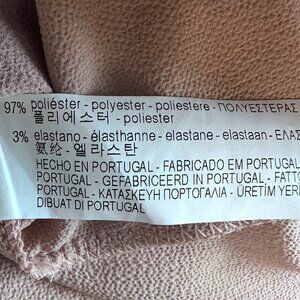 97% poliéster - polyester - poliestere - ΠΟΛΥΕΣΤΕΡΑΣ
폴리에스터 - poliester
3% elastano - élasthanne - elastane - elastaan - ΕΛΑΣ
氨纶 - 엘라스탄
HECHO EN PORTUGAL - FABRICADO EM PORTUGAL
PORTUGAL - GEFABRICEERD IN PORTUGAL - FATTO
PORTUGAL - ΚΑΤΑΣΚΕΥΗ ΠΟΡΤΟΓΑΛΙΑ - ÜRETİM YERİ
DIBUAT DI PORTUGAL